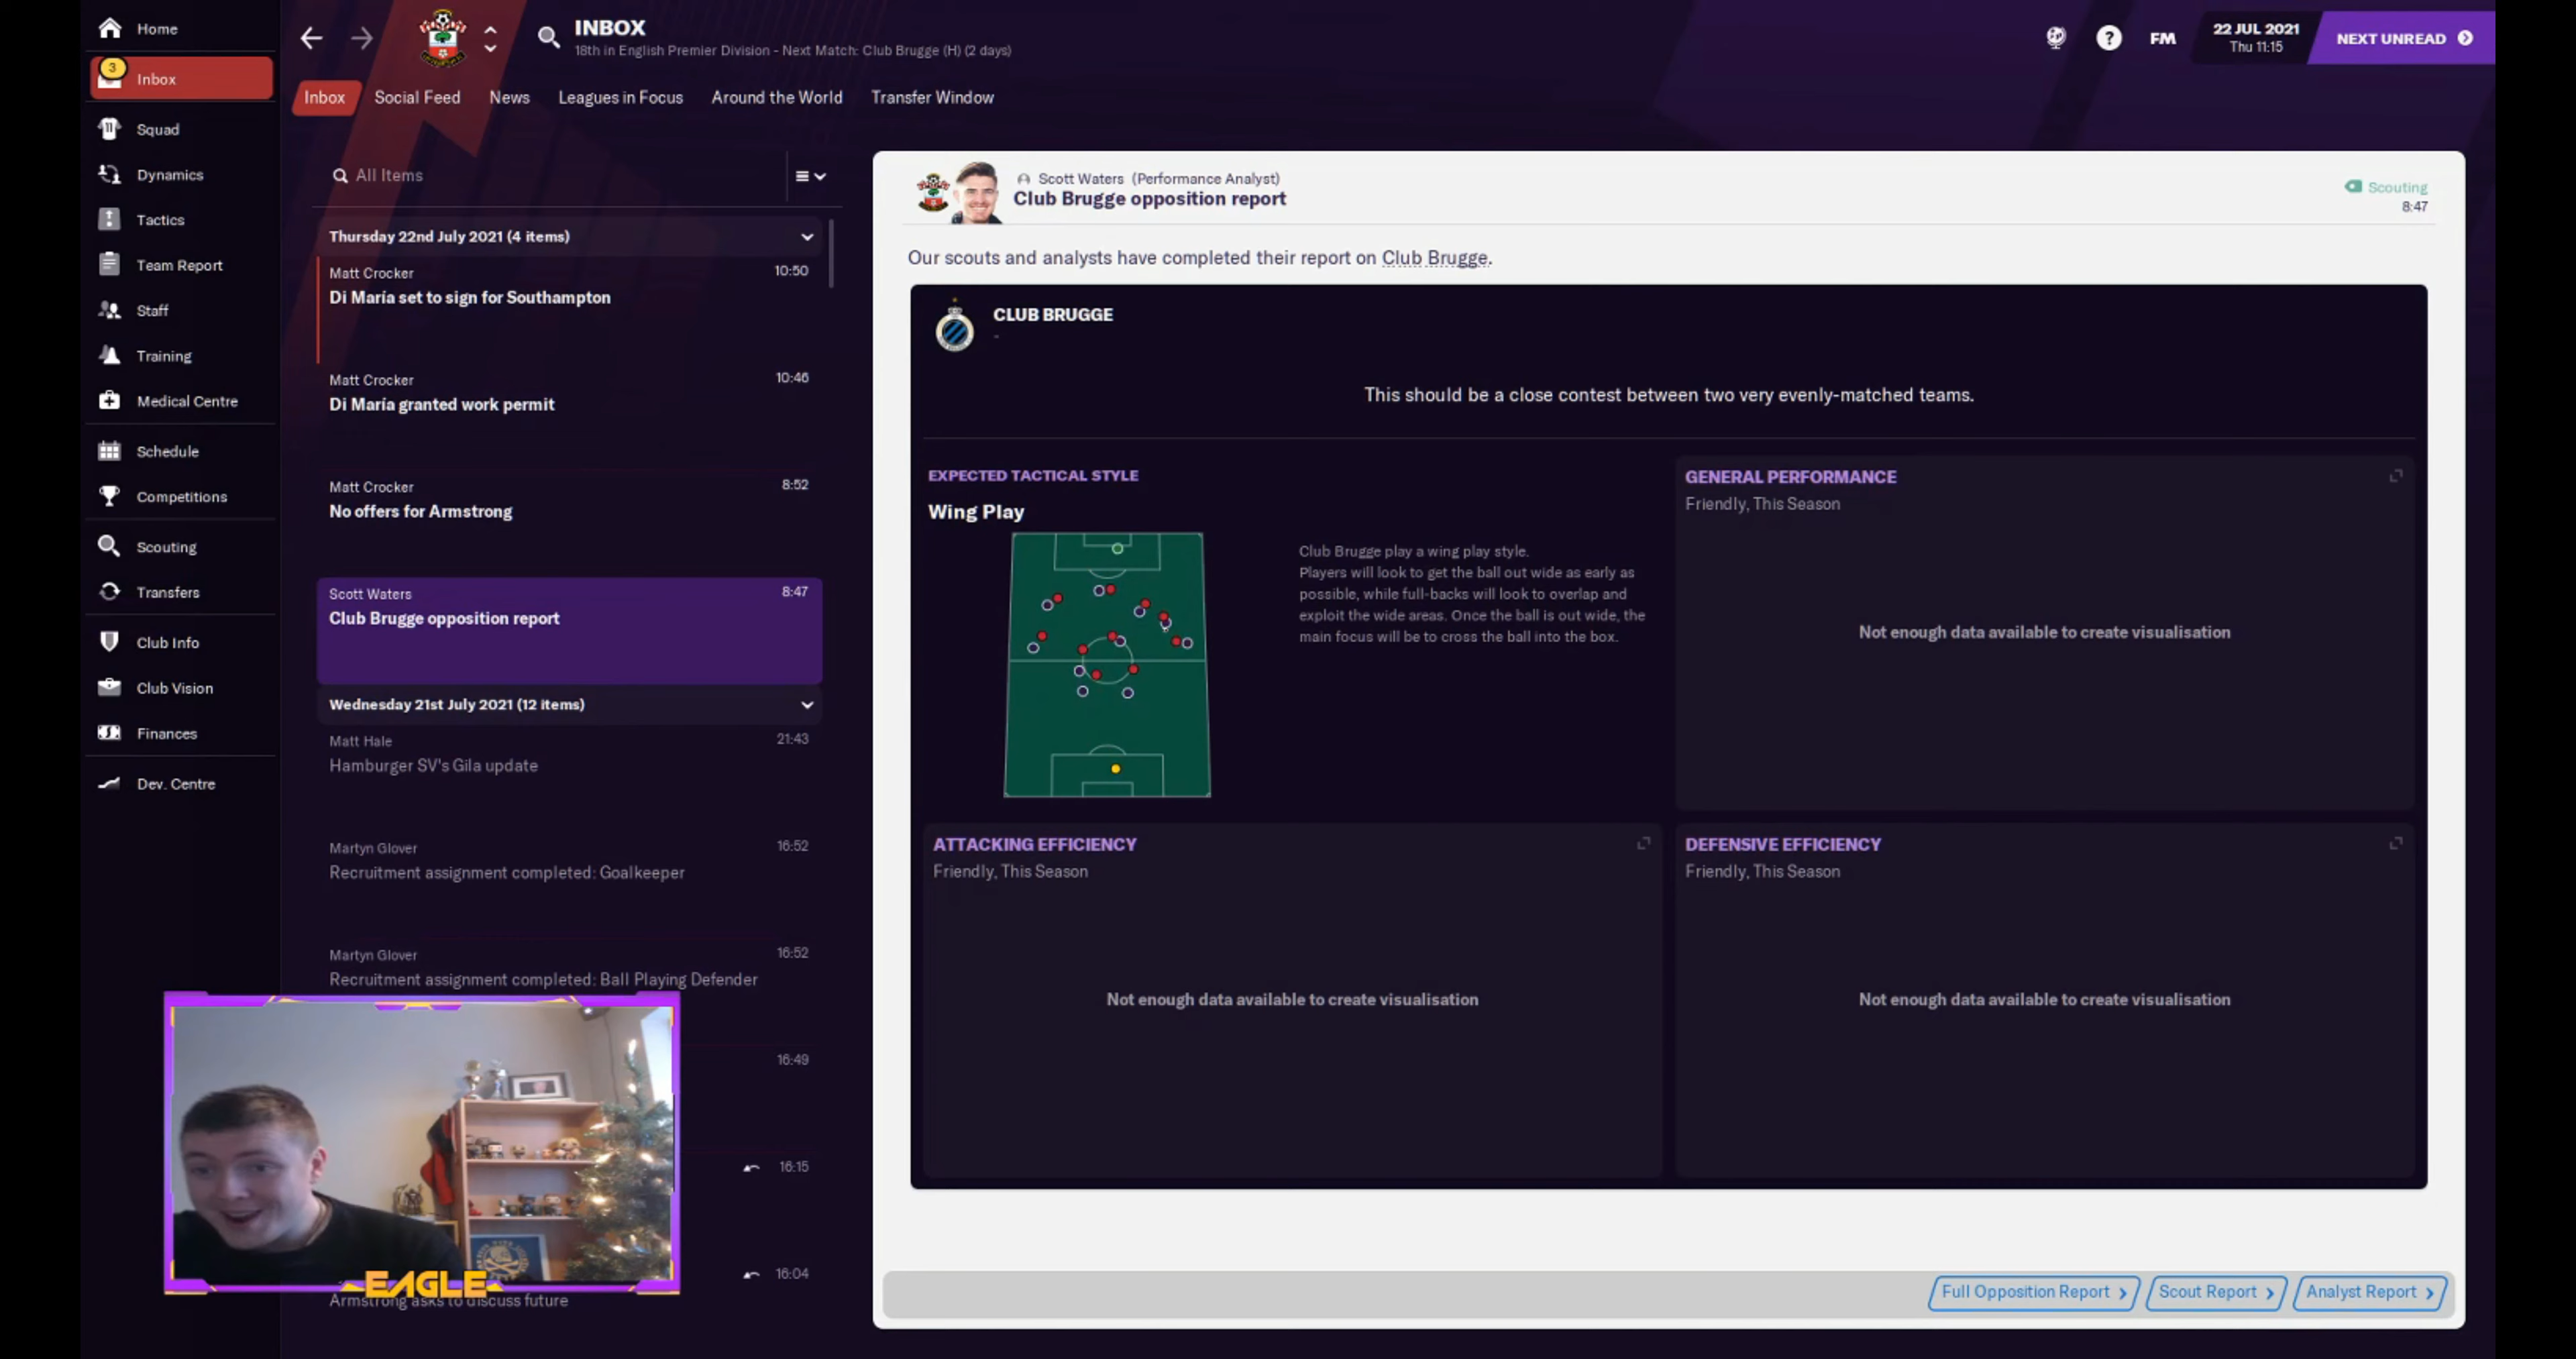 Home
Inbox
3
Squad
Dynamics
Tactics
Team Report
Staff
Training
Medical Centre
Schedule
Competitions
Scouting
Transfers
Club Info
Club Vision
Finances
Dev. Centre
INBOX
18th in English Premier Division - Next Match: Club Brugge (H) (2 days)
FM
22 JUL 2021
Thu 11:15
NEXT UNREAD
Inbox
Social Feed
News
Leagues in Focus
Around the World
Transfer Window
All Items
Thursday 22nd July 2021 (4 items)
Matt Crocker 10:50
Di María set to sign for Southampton
Matt Crocker 10:46
Di María granted work permit
Matt Crocker 8:52
No offers for Armstrong
Scott Waters 8:47
Club Brugge opposition report
Wednesday 21st July 2021 (12 items)
Matt Hale 21:43
Hamburger SV's Gila update
Martyn Glover 16:52
Recruitment assignment completed: Goalkeeper
Martyn Glover 16:52
Recruitment assignment completed: Ball Playing Defender
16:49
16:15
16:04
Armstrong asks to discuss future
EAGLE
Scott Waters (Performance Analyst)
Club Brugge opposition report
Scouting
8:47
Our scouts and analysts have completed their report on Club Brugge.
CLUB BRUGGE
-
This should be a close contest between two very evenly-matched teams.
EXPECTED TACTICAL STYLE
Wing Play
Club Brugge play a wing play style.
Players will look to get the ball out wide as early as
possible, while full-backs will look to overlap and
exploit the wide areas. Once the ball is out wide, the
main focus will be to cross the ball into the box.
GENERAL PERFORMANCE
Friendly, This Season
Not enough data available to create visualisation
ATTACKING EFFICIENCY
Friendly, This Season
Not enough data available to create visualisation
DEFENSIVE EFFICIENCY
Friendly, This Season
Not enough data available to create visualisation
Full Opposition Report
Scout Report
Analyst Report